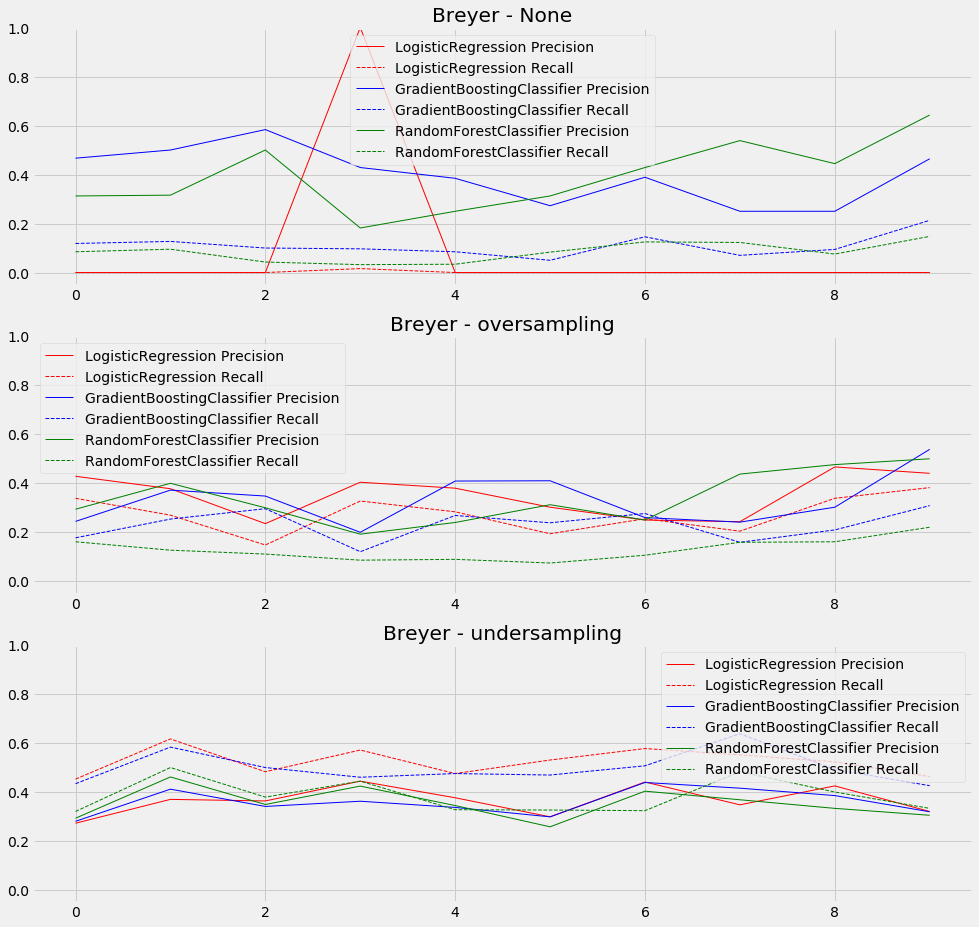 Breyer - None
1.0
0.8
0.6
0.4
0.2
0.0
LogisticRegression Precision
LogisticRegression Recall
GradientBoostingClassifier Precision
GradientBoostingClassifier Recall
RandomForestClassifier Precision
RandomForestClassifier Recall
0 2 4 6 8
Breyer - oversampling
1.0
0.8
0.6
0.4
0.2
0.0
LogisticRegression Precision
LogisticRegression Recall
GradientBoostingClassifier Precision
GradientBoostingClassifier Recall
RandomForestClassifier Precision
RandomForestClassifier Recall
0 2 4 6 8
Breyer - undersampling
1.0
0.8
0.6
0.4
0.2
0.0
LogisticRegression Precision
LogisticRegression Recall
GradientBoostingClassifier Precision
GradientBoostingClassifier Recall
RandomForestClassifier Precision
RandomForestClassifier Recall
0 2 4 6 8